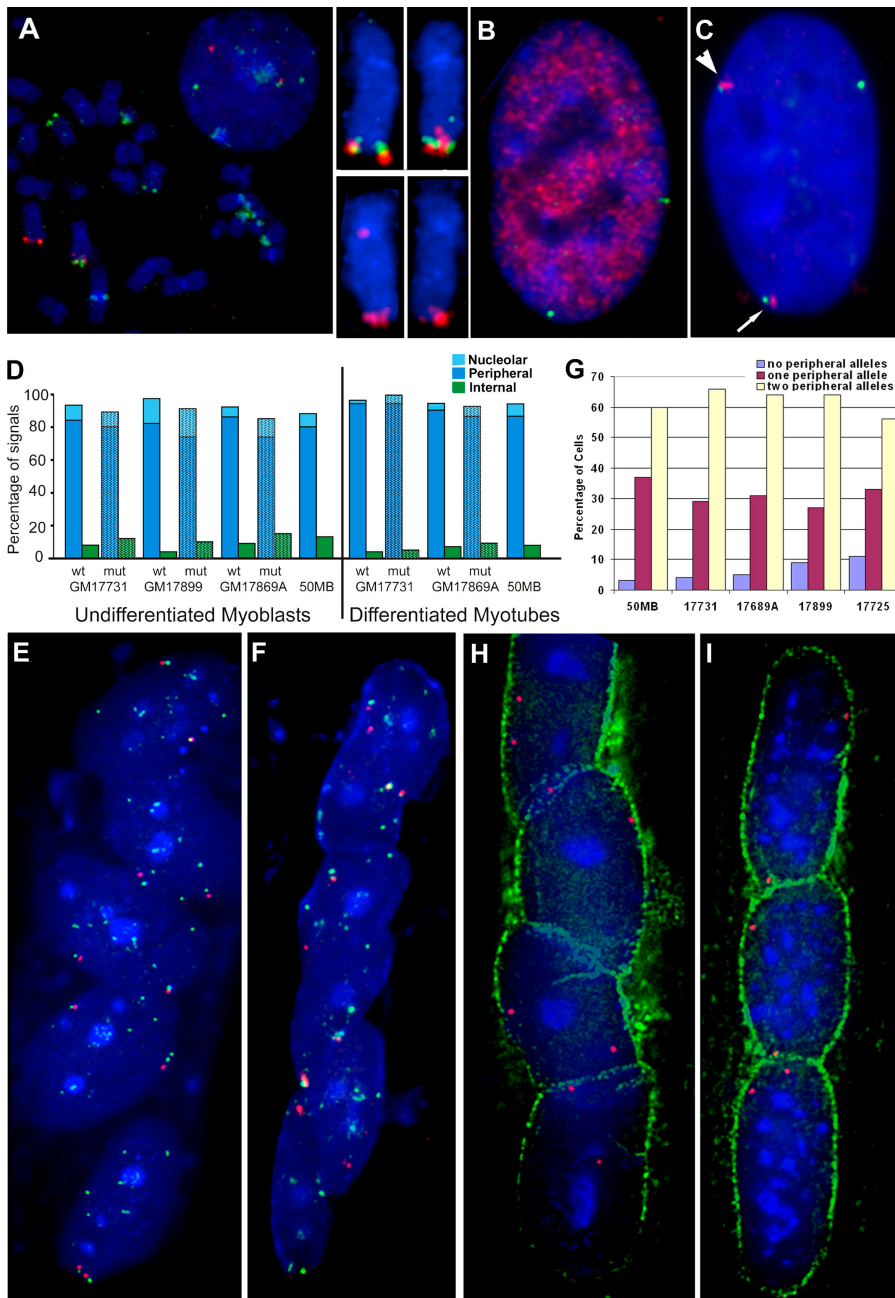 A
B
C
D
Nucleolar
Peripheral
Internal
Percentage of signals
100
80
60
40
20
0
wt mut wt mut wt mut
GM17731 GM17899 GM17869A 50MB
Undifferentiated Myoblasts
wt mut wt mut
GM17731 GM17869A 50MB
Differentiated Myotubes
G
no peripheral alleles
one peripheral allele
two peripheral alleles
Percentage of Cells
70
60
50
40
30
20
10
0
50MB 17731 17689A 17899 17725
E
F
H
I